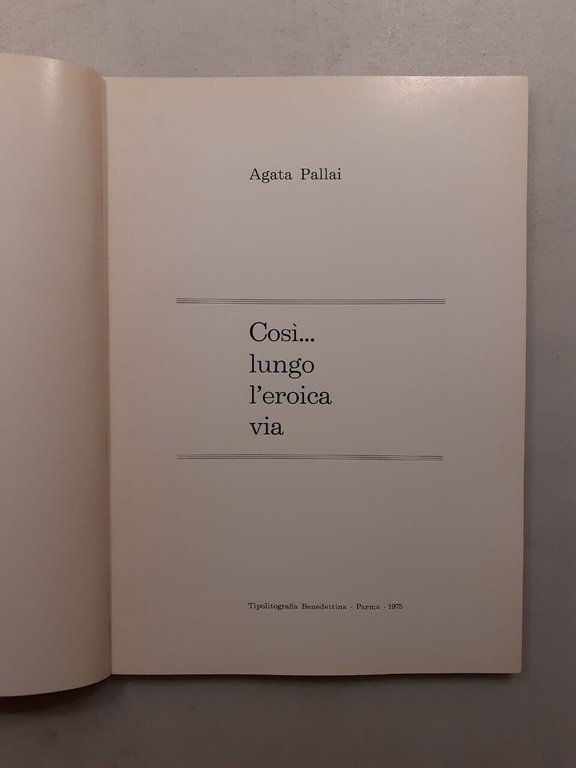 Agata Pallai
Così...
lungo
l'eroica
via
Tipolitografia Benedettina - Parma - 1975